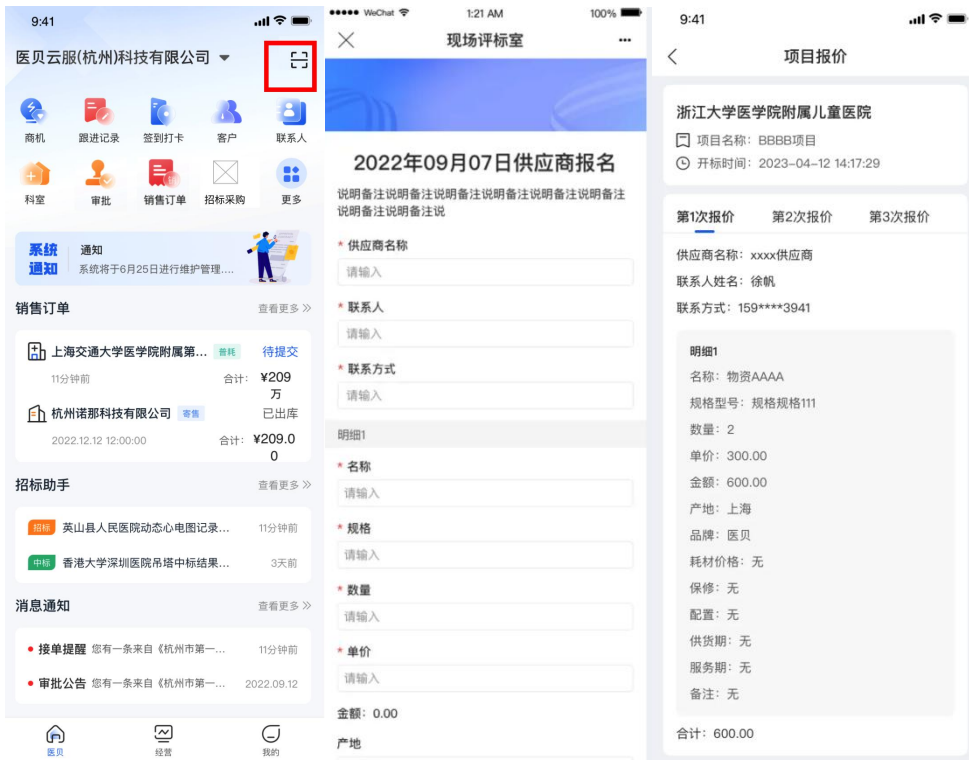 9:41
医贝云服(杭州)科技有限公司
商机
跟进记录
签到打卡
客户
联系人
科室
审批
销售订单
招标采购
更多
系统
通知
通知
系统将于6月25日进行维护管理....
销售订单
查看更多
上海交通大学医学院附属第...
普耗
待提交
11分钟前
合计:
¥209
万
杭州诺那科技有限公司
寄售
已出库
2022.12.12 12:00:00
合计:
¥209.0
0
招标助手
查看更多
招标
英山县人民医院动态心电图记录...
11分钟前
中标
香港大学深圳医院吊塔中标结果...
3天前
消息通知
查看更多
接单提醒 您有一条来自《杭州市第一...
11分钟前
审批公告 您有一条来自《杭州市第一...
2022.09.12
医贝
经营
我的
WeChat
1:21 AM
100%
现场评标室
2022年09月07日供应商报名
说明备注说明备注说明备注说明备注说明备注说明备注
说明备注说明备注说
* 供应商名称
请输入
* 联系人
请输入
* 联系方式
请输入
明细1
* 名称
请输入
* 规格
请输入
* 数量
请输入
* 单价
请输入
金额: 0.00
产地
9:41
项目报价
浙江大学医学院附属儿童医院
项目名称: BBBB项目
开标时间: 2023-04-12 14:17:29
第1次报价
第2次报价
第3次报价
供应商名称: xxxx供应商
联系人姓名: 徐帆
联系方式: 159****3941
明细1
名称: 物资AAAA
规格型号: 规格规格111
数量: 2
单价: 300.00
金额: 600.00
产地: 上海
品牌: 医贝
耗材价格: 无
保修: 无
配置: 无
供货期: 无
服务期: 无
备注: 无
合计: 600.00